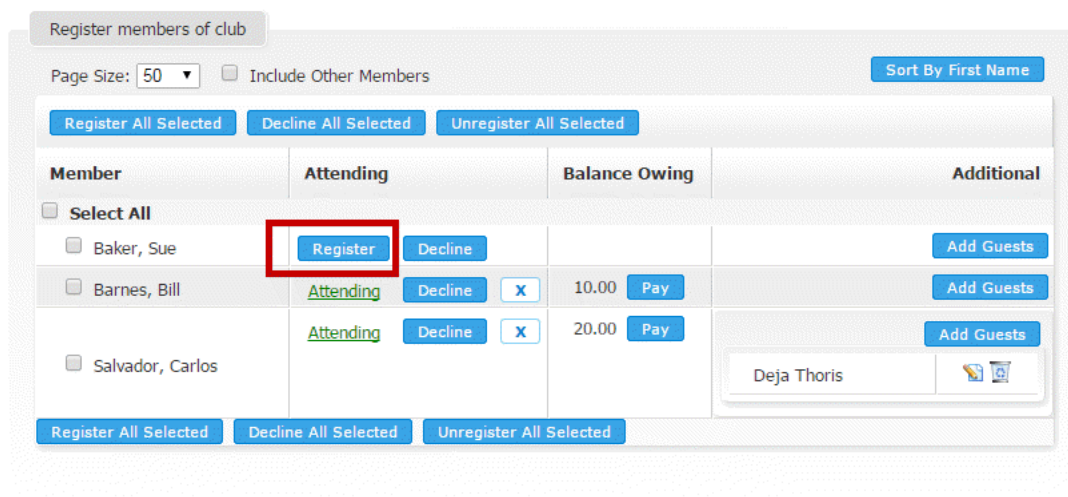 Register members of club
Page Size: 50 Include Other Members Sort By First Name
Register All Selected Decline All Selected Unregister All Selected
Member Attending Balance Owing Additional
Select All
Baker, Sue Register Decline Add Guests
Barnes, Bill Attending Decline X 10.00 Pay Add Guests
Attending Decline X 20.00 Pay Add Guests
Salvador, Carlos Deja Thoris
Register All Selected Decline All Selected Unregister All Selected